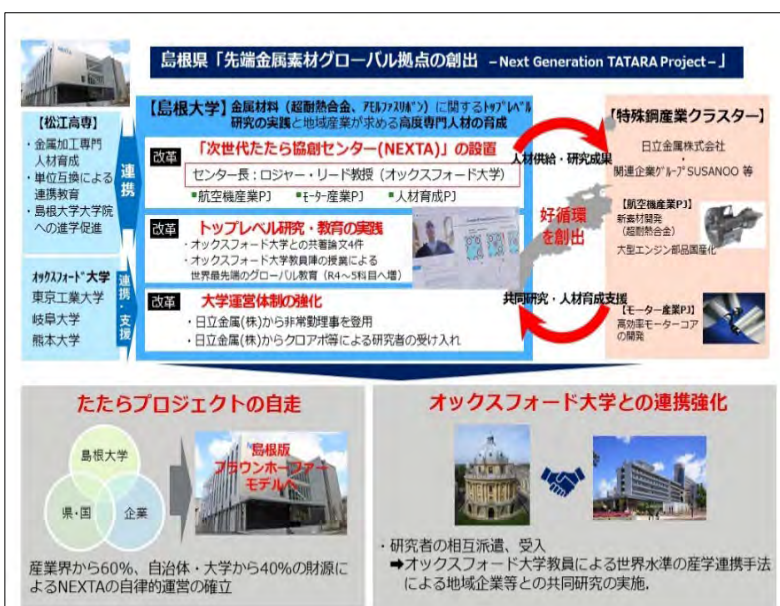 島根県「先端金属素材グローバル拠点の創出 –Next Generation TATARA Project–」
【松江高専】
・金属加工専門
人材育成
・単位互換による
連携教育
・島根大学大学院
への進学促進
連携
オックスフォード大学
東京工業大学
岐阜大学
熊本大学
連携・支援
【島根大学】金属材料（超耐熱合金、アモルファスリボン）に関するトップレベル
研究の実践と地域産業が求める高度専門人材の育成
改革 「次世代たたら協創センター(NEXTA)」の設置
センター長：ロジャー・リード教授（オックスフォード大学）
▪航空機産業PJ ▪モーター産業PJ ▪人材育成PJ
改革 トップレベル研究・教育の実践
・オックスフォード大学との共著論文4件
・オックスフォード大学教員陣の授業による
世界最先端のグローバル教育（R4～5科目へ増）
改革 大学運営体制の強化
・日立金属(株)から非常勤理事を登用
・日立金属(株)からクロアポ等による研究者の受け入れ
人材供給・研究成果
好循環
を創出
共同研究・人材育成支援
【特殊鋼産業クラスター】
日立金属株式会社
・
関連企業グループSUSANOO 等
【航空機産業PJ】
新素材開発
（超耐熱合金）
大型エンジン部品国産化
【モーター産業PJ】
高効率モーターコア
の開発
たたらプロジェクトの自走
島根大学
県・国
企業
島根版
フラウンホーファー
モデルへ
産業界から60%、自治体・大学から40%の財源に
よるNEXTAの自律的運営の確立
オックスフォード大学との連携強化
・研究者の相互派遣、受入
➡オックスフォード大学教員による世界水準の産学連携手法
による地域企業等との共同研究の実施.